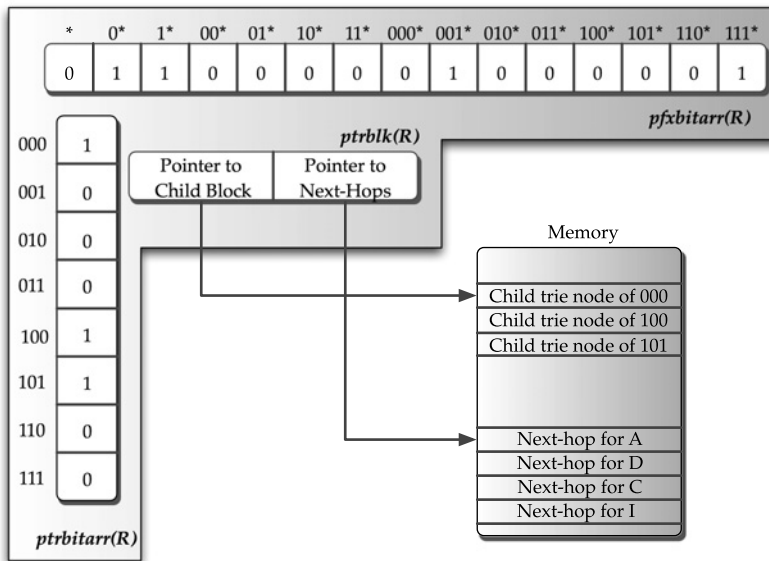 * 0* 1* 00* 01* 10* 11* 000* 001* 010* 011* 100* 101* 110* 111*
0 1 1 0 0 0 0 0 1 0 0 0 0 0 1
pfxbitarr(R)
000 1
001 0
010 0
011 0
100 1
101 1
110 0
111 0
ptrbitarr(R)
ptrblk(R)
Pointer to
Child Block
Pointer to
Next-Hops
Memory
Child trie node of 000
Child trie node of 100
Child trie node of 101
Next-hop for A
Next-hop for D
Next-hop for C
Next-hop for I